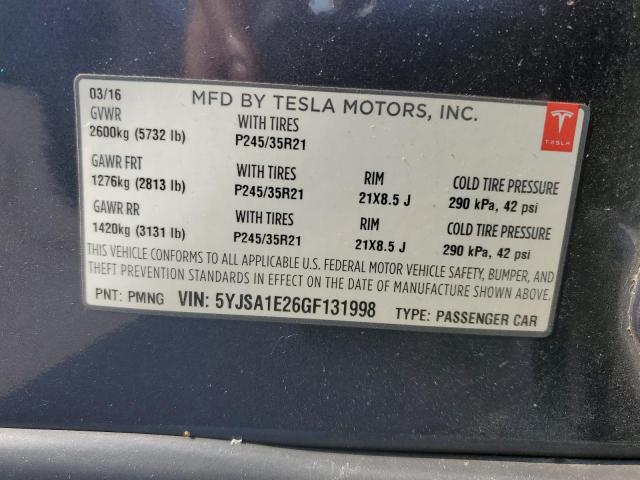 03/16 MFD BY TESLA MOTORS, INC.
GVWR WITH TIRES
2600kg (5732 lb) P245/35R21
TESLA
GAWR FRT WITH TIRES RIM COLD TIRE PRESSURE
1276kg (2813 lb) P245/35R21 21X8.5 J 290 kPa, 42 psi
GAWR RR WITH TIRES RIM COLD TIRE PRESSURE
1420kg (3131 lb) P245/35R21 21X8.5 J 290 kPa, 42 psi
THIS VEHICLE CONFORMS TO ALL APPLICABLE U.S. FEDERAL MOTOR VEHICLE SAFETY, BUMPER, AND
THEFT PREVENTION STANDARDS IN EFFECT ON THE DATE OF MANUFACTURE SHOWN ABOVE.
PNT: PMNG VIN: 5YJSA1E26GF131998 TYPE: PASSENGER CAR